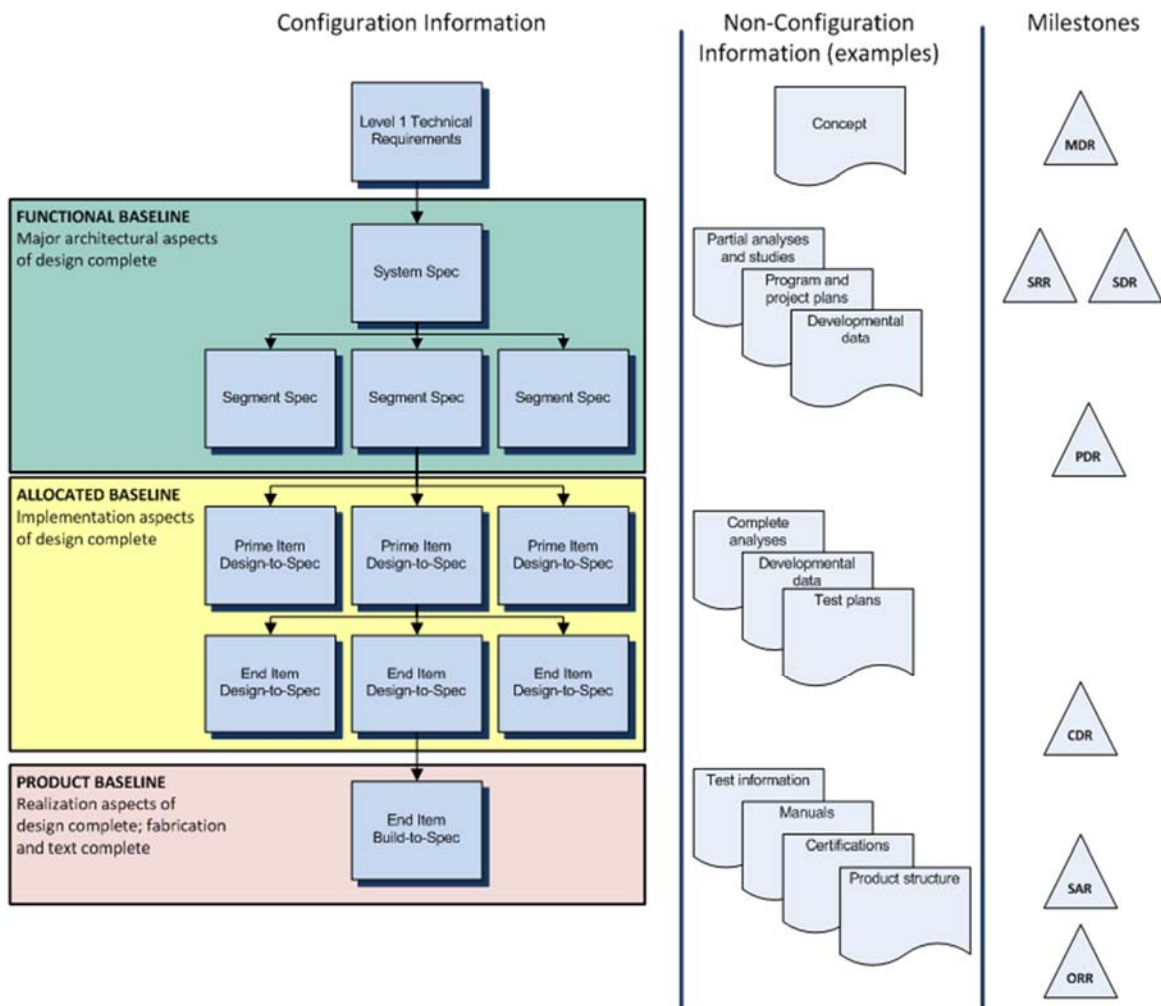 Configuration Information
Non-Configuration
Information (examples)
Milestones
Level 1 Technical
Requirements
Concept
MDR
FUNCTIONAL BASELINE
Major architectural aspects
of design complete
System Spec
Segment Spec
Segment Spec
Segment Spec
Partial analyses
and studies
Program and
project plans
Developmental
data
SRR
SDR
PDR
ALLOCATED BASELINE
Implementation aspects
of design complete
Prime Item
Design-to-Spec
Prime Item
Design-to-Spec
Prime Item
Design-to-Spec
End Item
Design-to-Spec
End Item
Design-to-Spec
End Item
Design-to-Spec
Complete
analyses
Developmental
data
Test plans
CDR
PRODUCT BASELINE
Realization aspects of
design complete; fabrication
and text complete
End Item
Build-to-Spec
Test information
Manuals
Certifications
Product structure
SAR
ORR